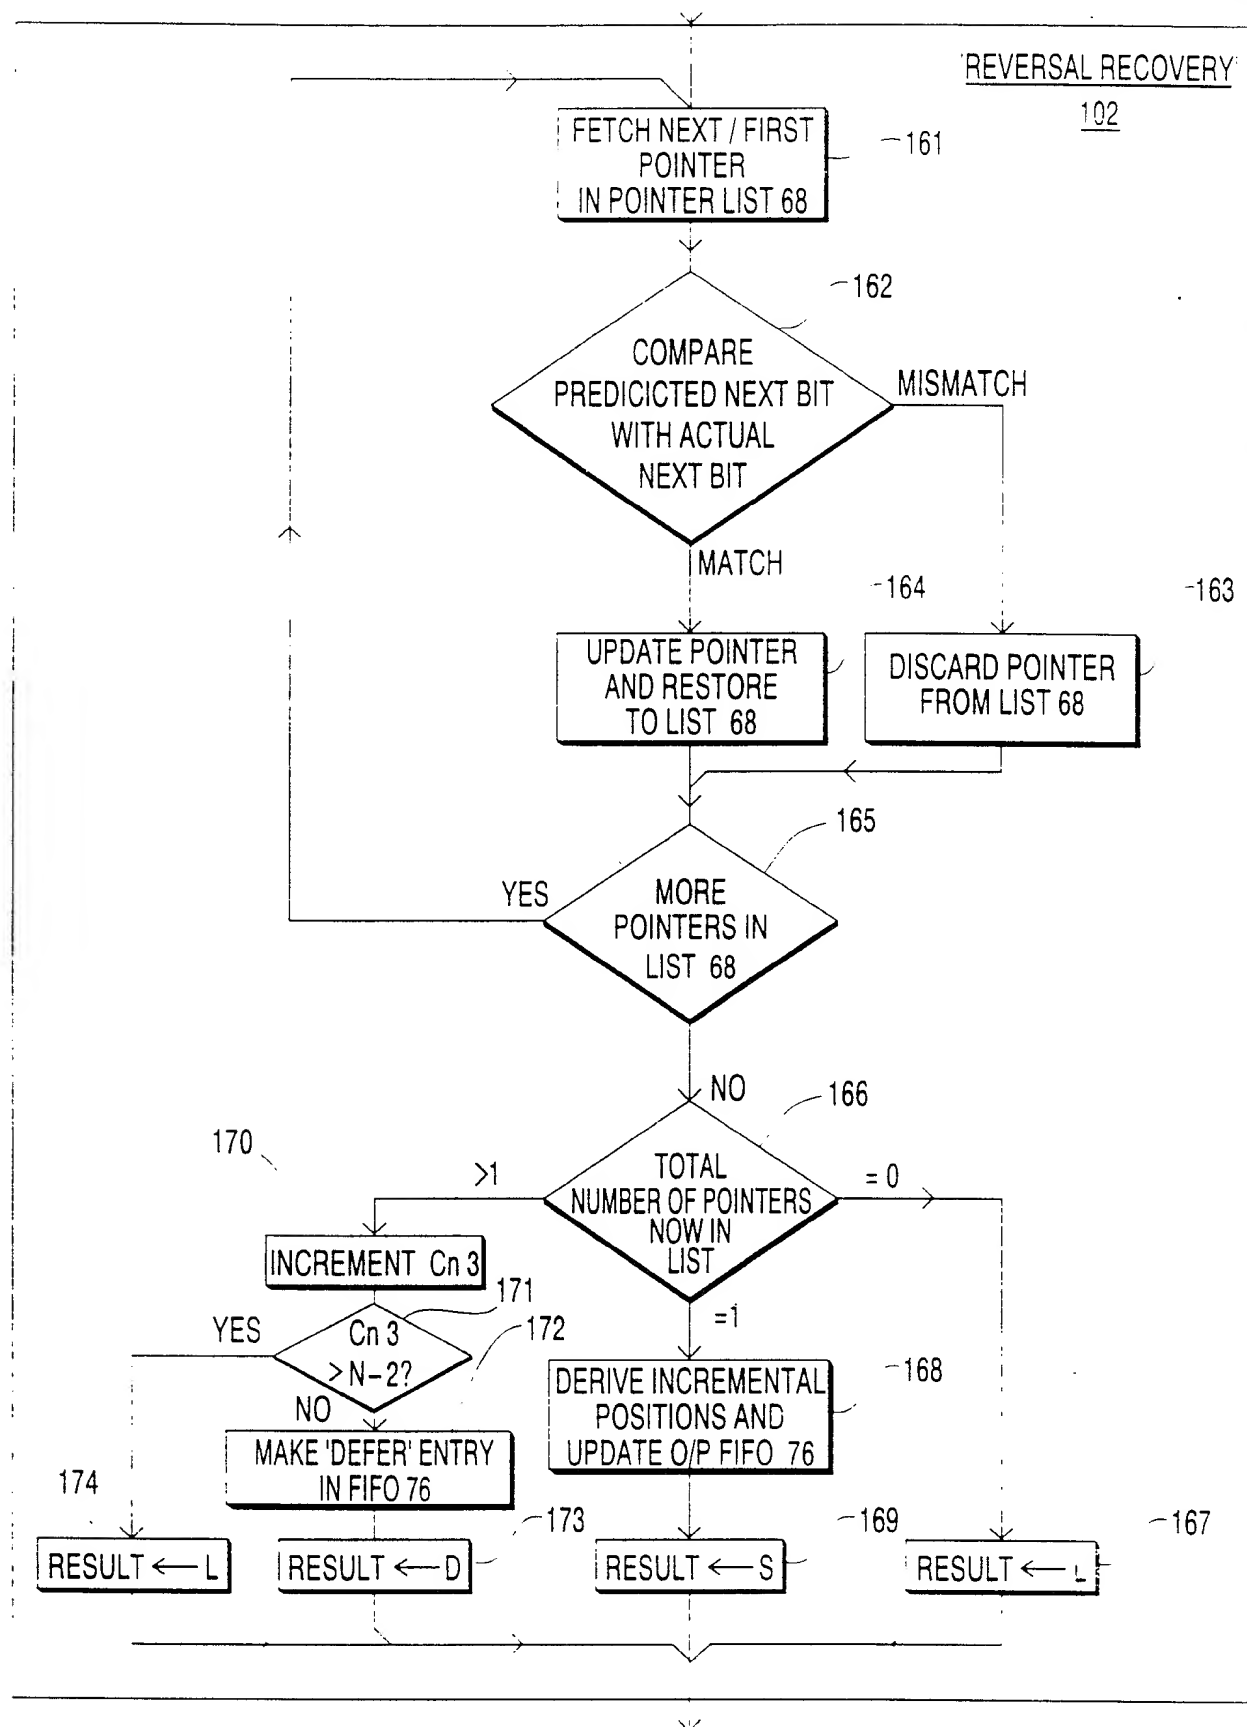 'REVERSAL RECOVERY'
102
FETCH NEXT / FIRST
POINTER
IN POINTER LIST 68
161
162
COMPARE
PREDICICTED NEXT BIT
WITH ACTUAL
NEXT BIT
MISMATCH
MATCH
164
163
UPDATE POINTER
AND RESTORE
TO LIST 68
DISCARD POINTER
FROM LIST 68
165
YES
MORE
POINTERS IN
LIST 68
NO
166
170
>1
TOTAL
NUMBER OF POINTERS
NOW IN
LIST
= 0
INCREMENT Cn 3
171
=1
YES
Cn 3
> N-2?
172
NO
168
DERIVE INCREMENTAL
POSITIONS AND
UPDATE O/P FIFO 76
MAKE 'DEFER' ENTRY
IN FIFO 76
174
173
169
167
RESULT ← L
RESULT ← D
RESULT ← S
RESULT ← L